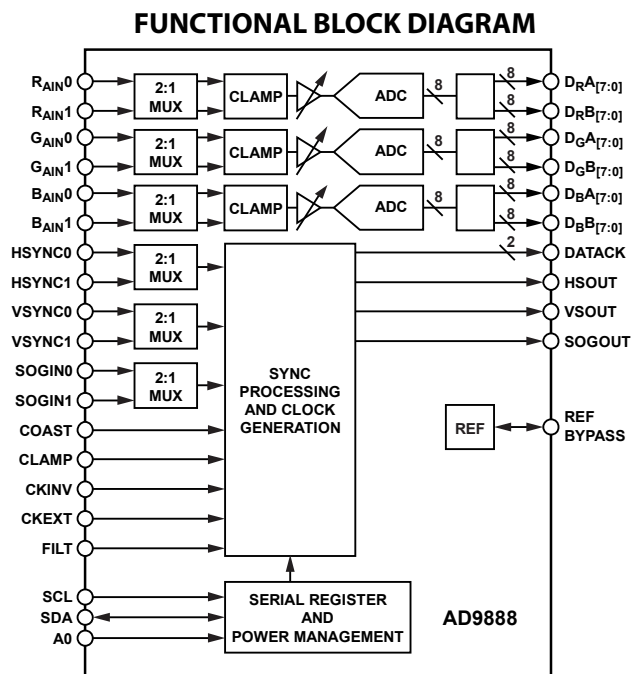 FUNCTIONAL BLOCK DIAGRAM
RAIN0
RAIN1
2:1
MUX
CLAMP
ADC
8
8
8
DRA[7:0]
DRB[7:0]
GAIN0
GAIN1
2:1
MUX
CLAMP
ADC
8
8
8
DGA[7:0]
DGB[7:0]
BAIN0
BAIN1
2:1
MUX
CLAMP
ADC
8
8
8
DBA[7:0]
DBB[7:0]
HSYNC0
HSYNC1
2:1
MUX
VSYNC0
VSYNC1
2:1
MUX
SOGIN0
SOGIN1
2:1
MUX
COAST
CLAMP
CKINV
CKEXT
FILT
SYNC
PROCESSING
AND CLOCK
GENERATION
2
DATACK
HSOUT
VSOUT
SOGOUT
REF
REF
BYPASS
SCL
SDA
A0
SERIAL REGISTER
AND
POWER MANAGEMENT
AD9888